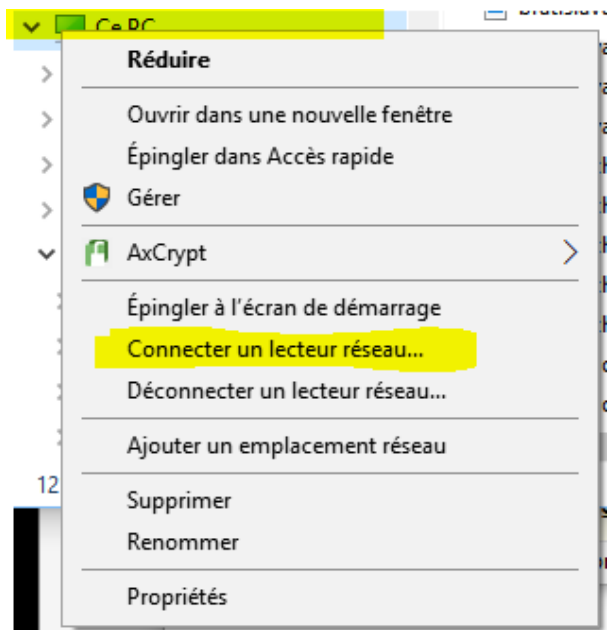 Ce PC
Réduire
Ouvrir dans une nouvelle fenêtre
Épingler dans Accès rapide
Gérer
AxCrypt
Épingler à l'écran de démarrage
Connecter un lecteur réseau...
Déconnecter un lecteur réseau...
Ajouter un emplacement réseau
12
Supprimer
Renommer
Propriétés